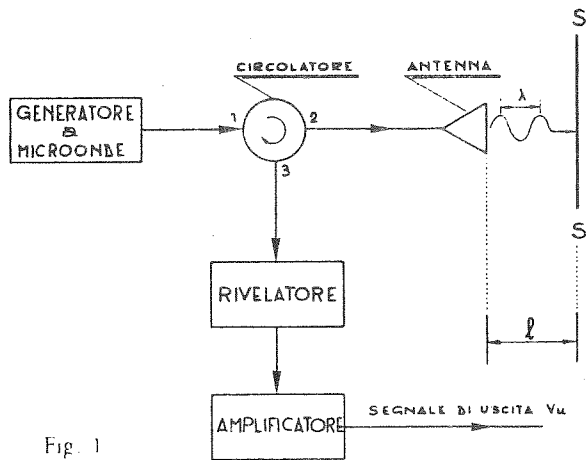 S
CIRCOLATORE
ANTENNA
λ
GENERATORE
a
MICROONDE
1
2
3
S
RIVELATORE
ℓ
AMPLIFICATORE
SEGNALE DI USCITA Vu
Fig. 1